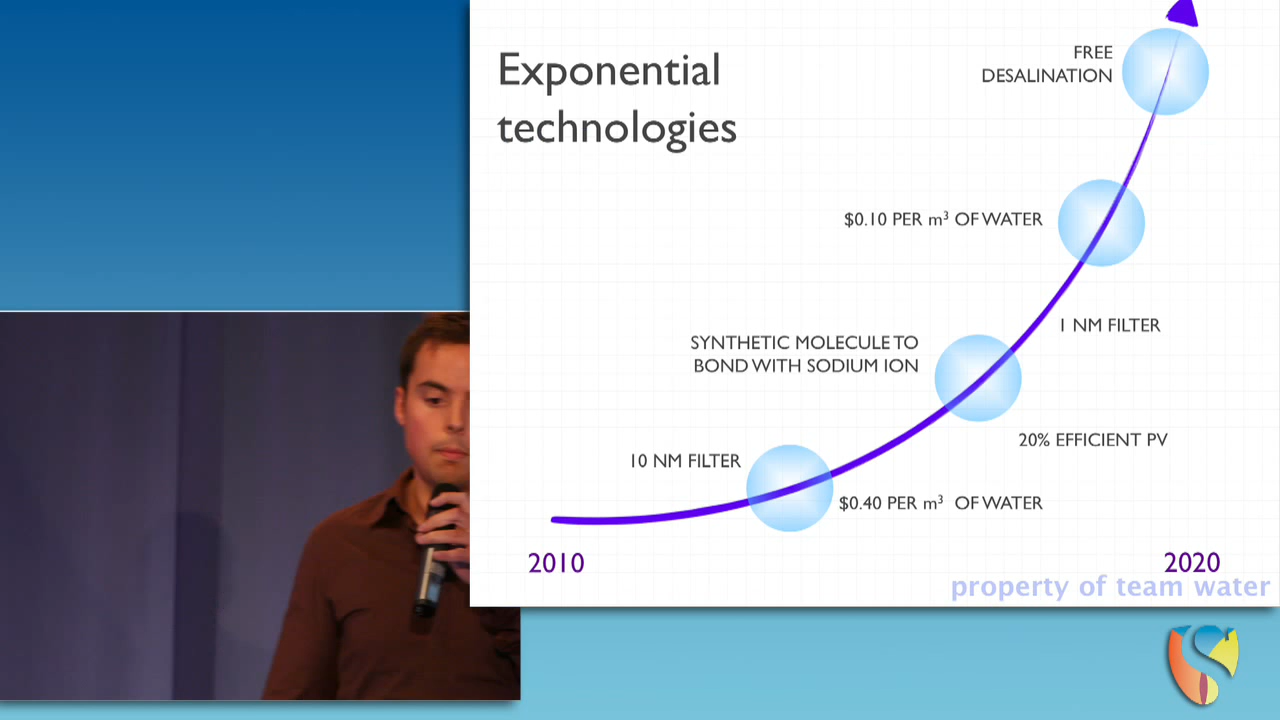 Exponential
technologies
FREE
DESALINATION
$0.10 PER m³ OF WATER
1 NM FILTER
SYNTHETIC MOLECULE TO
BOND WITH SODIUM ION
20% EFFICIENT PV
10 NM FILTER
$0.40 PER m³ OF WATER
2010
2020
property of team water